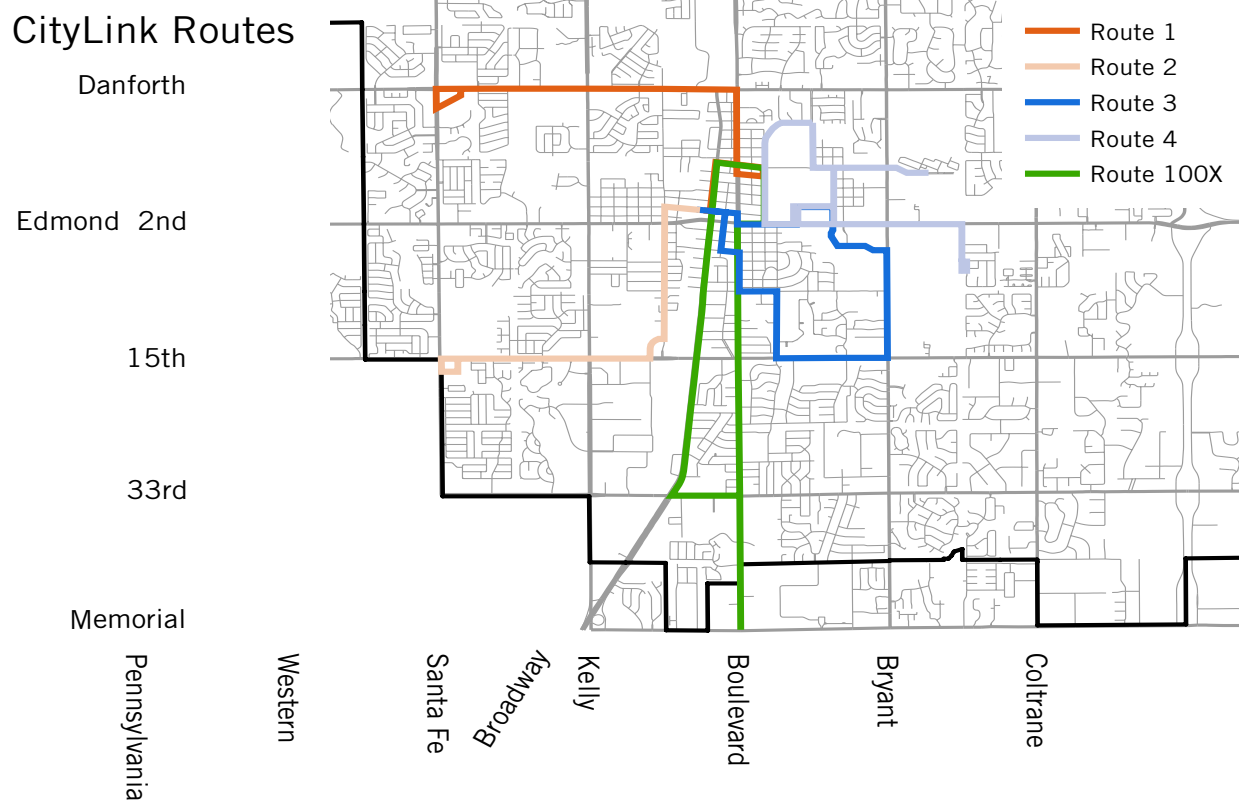 CityLink Routes
Route 1
Route 2
Route 3
Route 4
Route 100X
Danforth
Edmond 2nd
15th
33rd
Memorial
Pennsylvania
Western
Santa Fe
Broadway
Kelly
Boulevard
Bryant
Coltrane